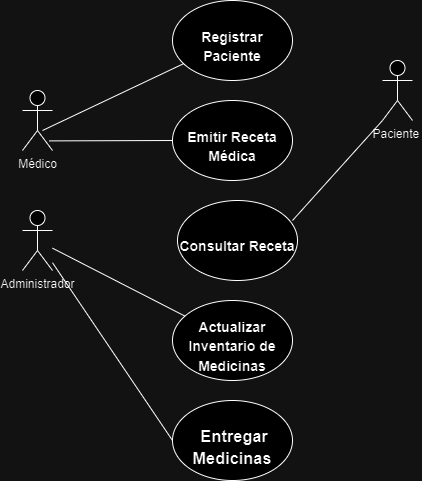 Registrar
Paciente
Paciente
Emitir Receta
Médica
Médico
Consultar Receta
Administrador
Actualizar
Inventario de
Medicinas
Entregar
Medicinas